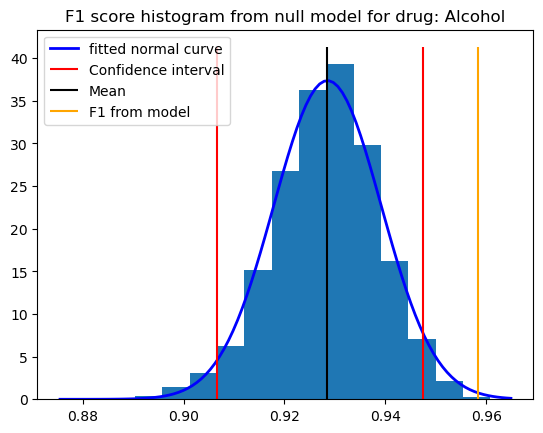 F1 score histogram from null model for drug: Alcohol
fitted normal curve
Confidence interval
Mean
F1 from model
40
35
30
25
20
15
10
5
0
0.88 0.90 0.92 0.94 0.96